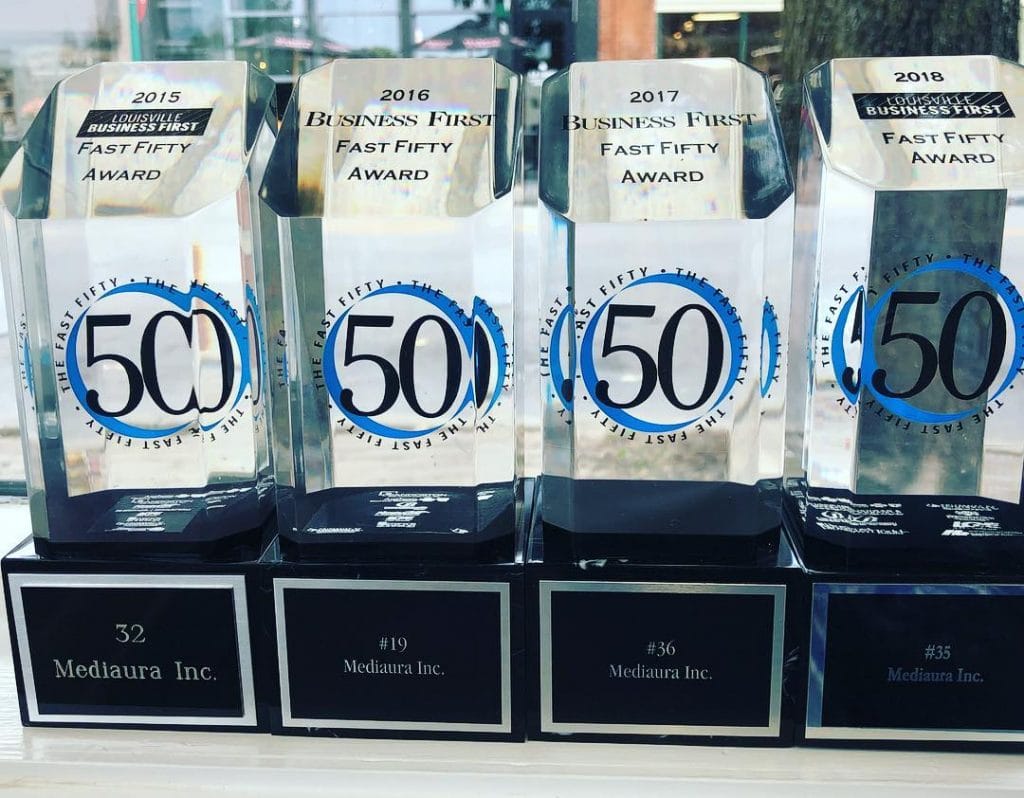 2015
LOUISVILLE
BUSINESS FIRST
FAST FIFTY
AWARD
THE FAST FIFTY • THE FAST FIFTY •
50
32
Mediaura Inc.
2016
BUSINESS FIRST
FAST FIFTY
AWARD
THE FAST FIFTY • THE FAST FIFTY •
50
#19
Mediaura Inc.
2017
BUSINESS FIRST
FAST FIFTY
AWARD
THE FAST FIFTY • THE FAST FIFTY •
50
#36
Mediaura Inc.
2018
LOUISVILLE
BUSINESS FIRST
FAST FIFTY
AWARD
THE FAST FIFTY • THE FAST FIFTY •
50
#35
Mediaura Inc.